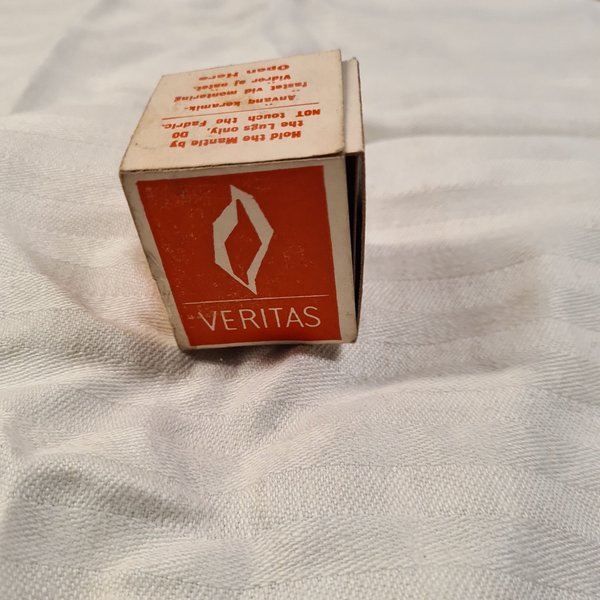 Hold the Mantle by
the Lugs only. DO
NOT touch the Fabric.
Använd keramik-
fästet vid montering
Vidrör ej nätet.
Open Here
VERITAS